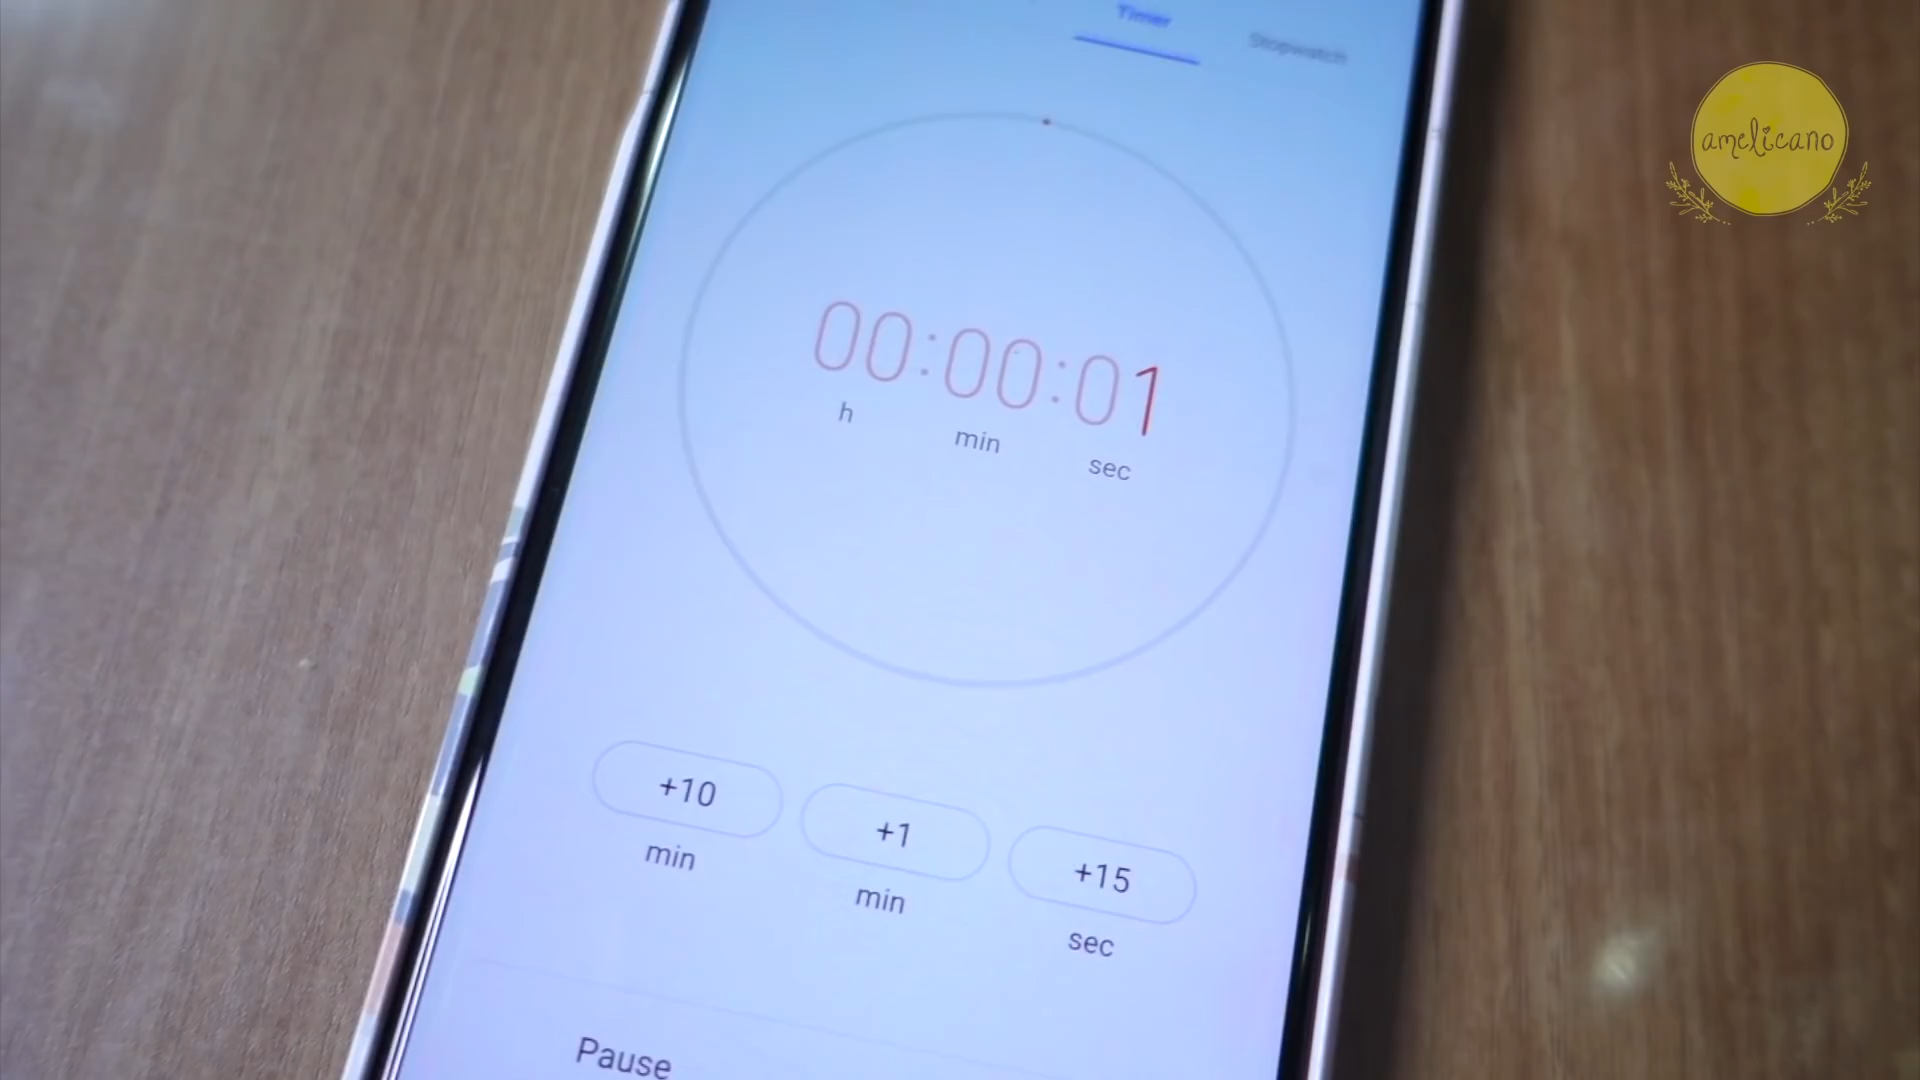 Timer
Stopwatch
amelicano
00:00:01
h min sec
+10 +1 +15
min min sec
Pause